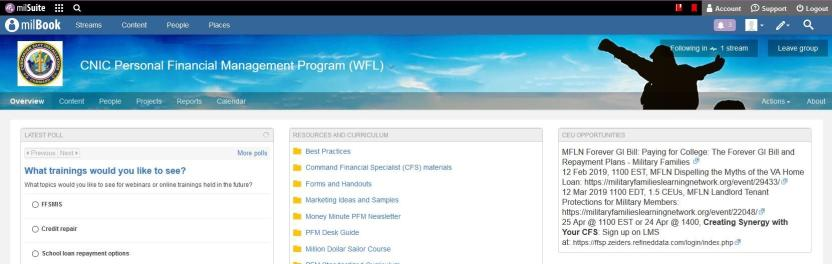 milSuite Account Support Logout
milBook Streams Content People Places
CNIC Personal Financial Management Program (WFL)
Following in 1 stream
Leave group
Overview Content People Projects Reports Calendar Actions About
LATEST POLL
Previous Next More polls
What trainings would you like to see?
What topics would you like to see for webinars or online trainings held in the future?
FFSMIS
Credit repair
School loan repayment options
RESOURCES AND CURRICULUM
Best Practices
Command Financial Specialist (CFS) materials
Forms and Handouts
Marketing Ideas and Samples
Money Minute PFM Newsletter
PFM Desk Guide
Million Dollar Sailor Course
PFM Standardized Curriculum
CEU OPPORTUNITIES
MFLN Forever GI Bill: Paying for College: The Forever GI Bill and
Repayment Plans - Military Families
12 Feb 2019, 1100 EST, MFLN Dispelling the Myths of the VA Home
Loan: https://militaryfamilieslearningnetwork.org/event/29433/
12 Mar 2019 1100 EDT, 1.5 CEUs, MFLN Landlord Tenant
Protections for Military Members:
https://militaryfamilieslearningnetwork.org/event/22048/
25 Apr @ 1100 EST or 24 Apr @ 1400, Creating Synergy with
Your CFS: Sign up on LMS
at: https://ffsp.zeiders.refineddata.com/login/index.php